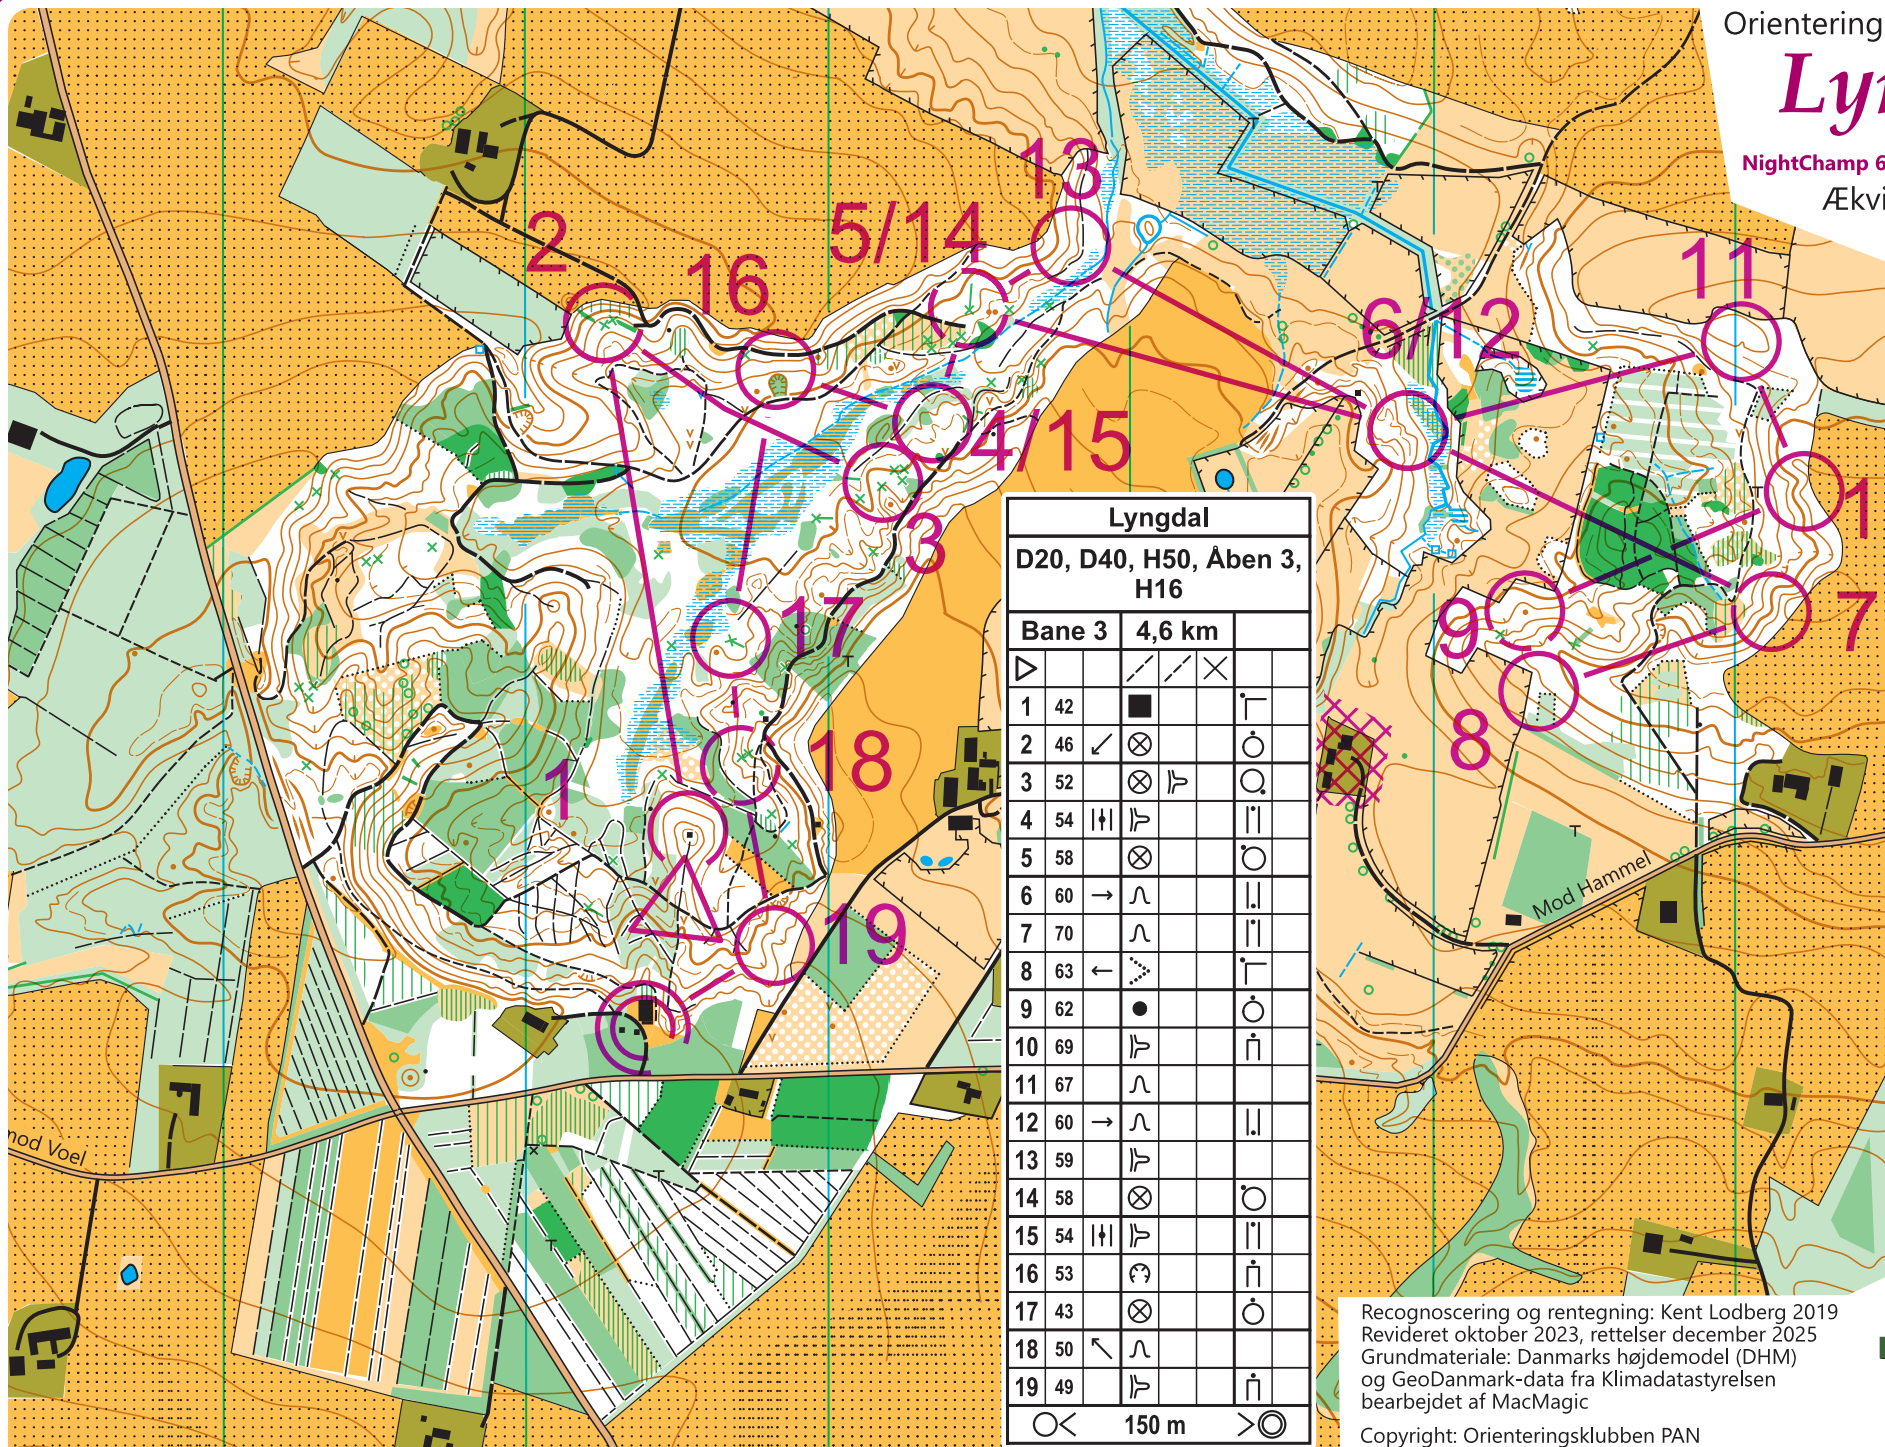 Orientering
Lyn
NightChamp 6
Ækvi
13
5/14
2
16
11
6/12
4/15
3
1
17
9
7
8
18
1
19
Lyngdal
D20, D40, H50, Åben 3,
H16
Bane 3 4,6 km
1 42
2 46
3 52
4 54
5 58
6 60
7 70
8 63
9 62
10 69
11 67
12 60
13 59
14 58
15 54
16 53
17 43
18 50
19 49
150 m
Mod Hammel
mod Voel
Recognoscering og rentegning: Kent Lodberg 2019
Revideret oktober 2023, rettelser december 2025
Grundmateriale: Danmarks højdemodel (DHM)
og GeoDanmark-data fra Klimadatastyrelsen
bearbejdet af MacMagic
Copyright: Orienteringsklubben PAN